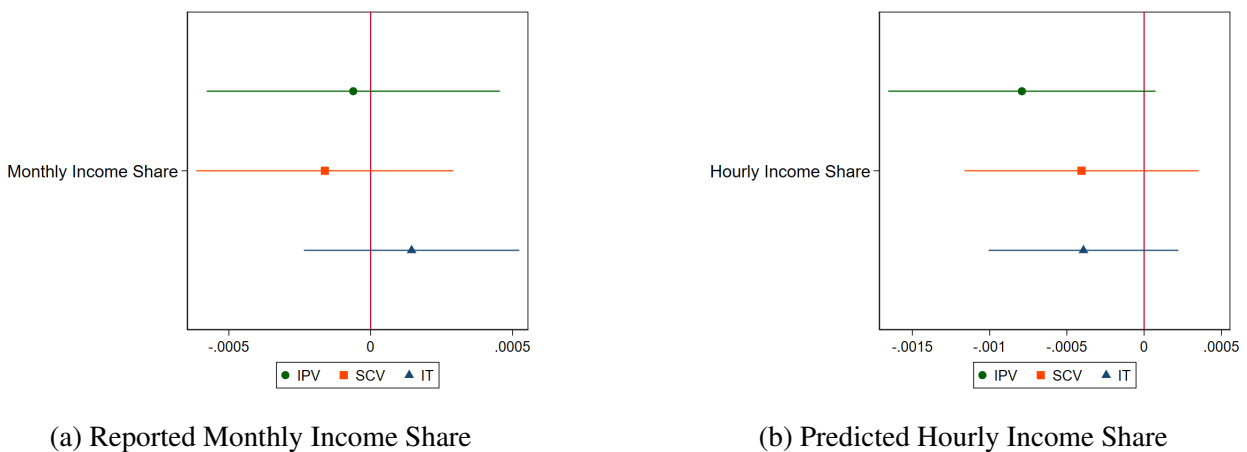 Monthly Income Share
-.0005 0 .0005
IPV SCV IT
(a) Reported Monthly Income Share
Hourly Income Share
-.0015 -.001 -.0005 0 .0005
IPV SCV IT
(b) Predicted Hourly Income Share